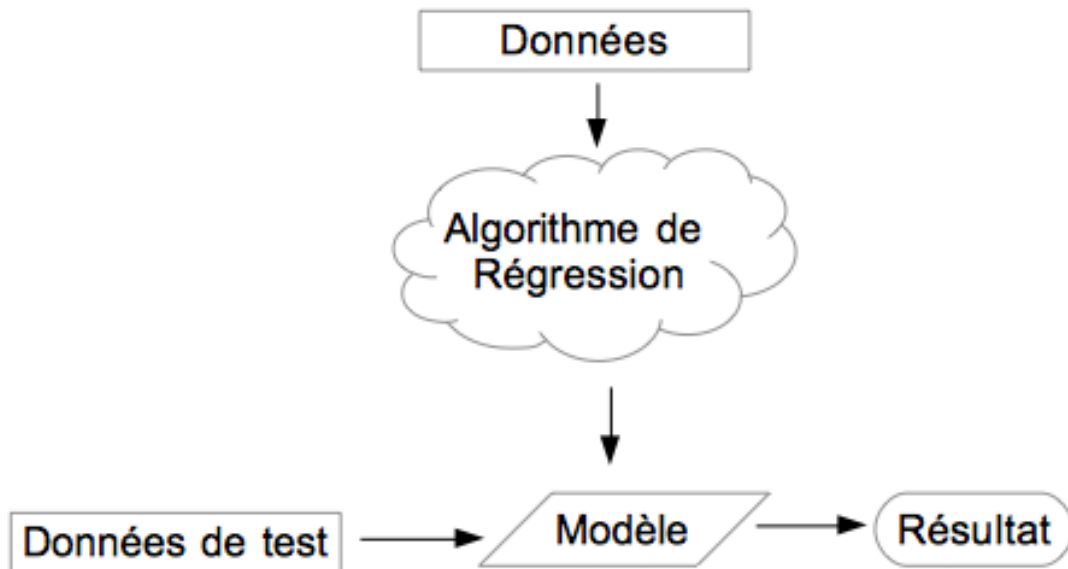 Données
Algorithme de
Régression
Données de test
Modèle
Résultat